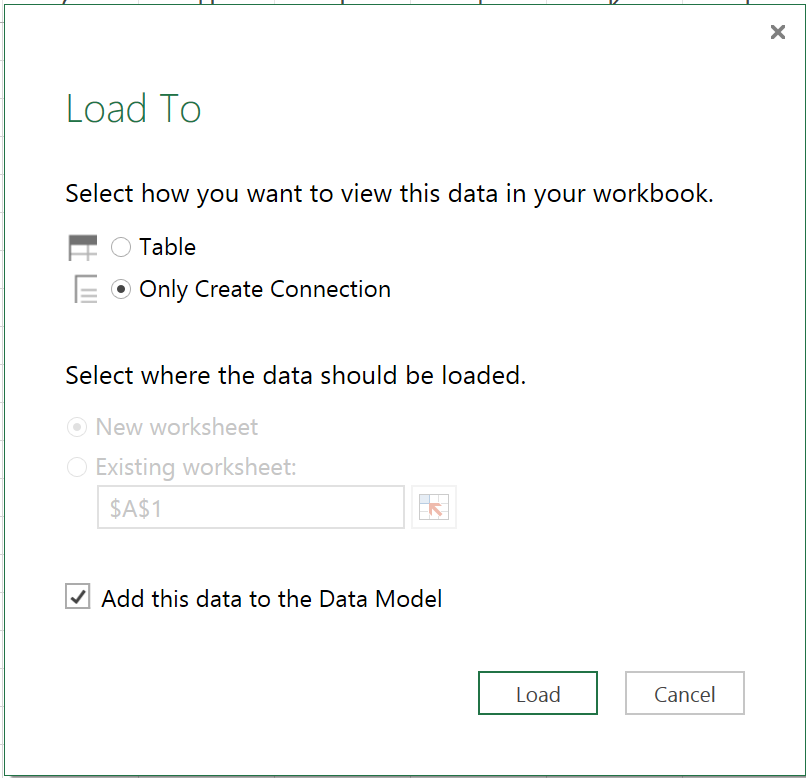 Load To
Select how you want to view this data in your workbook.
Table
Only Create Connection
Select where the data should be loaded.
New worksheet
Existing worksheet:
$A$1
Add this data to the Data Model
Load Cancel